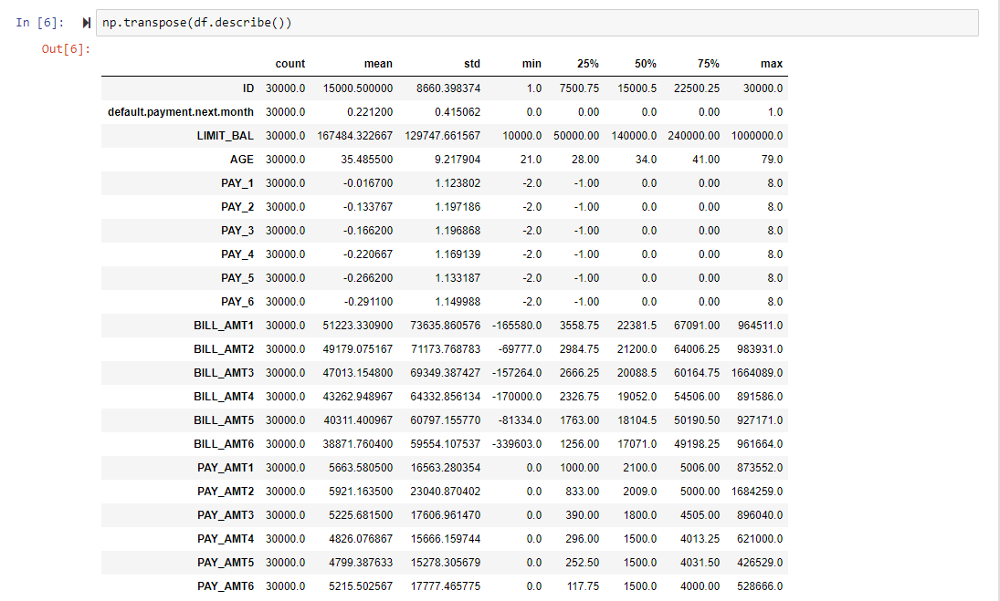 In [6]: np.transpose(df.describe())
Out[6]:
count mean std min 25% 50% 75% max
ID 30000.0 15000.500000 8660.398374 1.0 7500.75 15000.5 22500.25 30000.0
default.payment.next.month 30000.0 0.221200 0.415062 0.0 0.00 0.0 0.00 1.0
LIMIT_BAL 30000.0 167484.322667 129747.661567 10000.0 50000.00 140000.0 240000.00 1000000.0
AGE 30000.0 35.485500 9.217904 21.0 28.00 34.0 41.00 79.0
PAY_1 30000.0 -0.016700 1.123802 -2.0 -1.00 0.0 0.00 8.0
PAY_2 30000.0 -0.133767 1.197186 -2.0 -1.00 0.0 0.00 8.0
PAY_3 30000.0 -0.166200 1.196868 -2.0 -1.00 0.0 0.00 8.0
PAY_4 30000.0 -0.220667 1.169139 -2.0 -1.00 0.0 0.00 8.0
PAY_5 30000.0 -0.266200 1.133187 -2.0 -1.00 0.0 0.00 8.0
PAY_6 30000.0 -0.291100 1.149988 -2.0 -1.00 0.0 0.00 8.0
BILL_AMT1 30000.0 51223.330900 73635.860576 -165580.0 3558.75 22381.5 67091.00 964511.0
BILL_AMT2 30000.0 49179.075167 71173.768783 -69777.0 2984.75 21200.0 64006.25 983931.0
BILL_AMT3 30000.0 47013.154800 69349.387427 -157264.0 2666.25 20088.5 60164.75 1664089.0
BILL_AMT4 30000.0 43262.948967 64332.856134 -170000.0 2326.75 19052.0 54506.00 891586.0
BILL_AMT5 30000.0 40311.400967 60797.155770 -81334.0 1763.00 18104.5 50190.50 927171.0
BILL_AMT6 30000.0 38871.760400 59554.107537 -339603.0 1256.00 17071.0 49198.25 961664.0
PAY_AMT1 30000.0 5663.580500 16563.280354 0.0 1000.00 2100.0 5006.00 873552.0
PAY_AMT2 30000.0 5921.163500 23040.870402 0.0 833.00 2009.0 5000.00 1684259.0
PAY_AMT3 30000.0 5225.681500 17606.961470 0.0 390.00 1800.0 4505.00 896040.0
PAY_AMT4 30000.0 4826.076867 15666.159744 0.0 296.00 1500.0 4013.25 621000.0
PAY_AMT5 30000.0 4799.387633 15278.305679 0.0 252.50 1500.0 4031.50 426529.0
PAY_AMT6 30000.0 5215.502567 17777.465775 0.0 117.75 1500.0 4000.00 528666.0